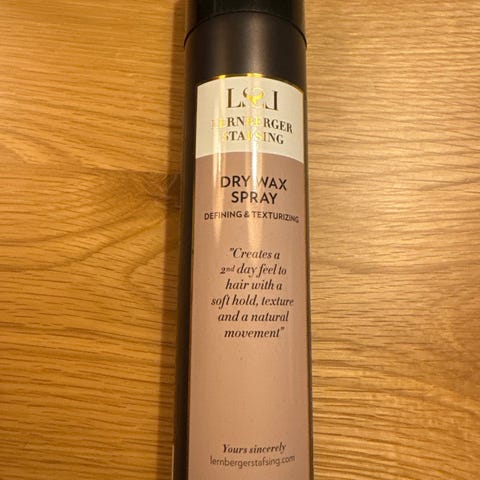 LS&L
LERNBERGER
STAFSING
DRY WAX
SPRAY
DEFINING & TEXTURIZING
"Creates a
2nd day feel to
hair with a
soft hold, texture
and a natural
movement"
Yours sincerely
lernbergerstafsing.com